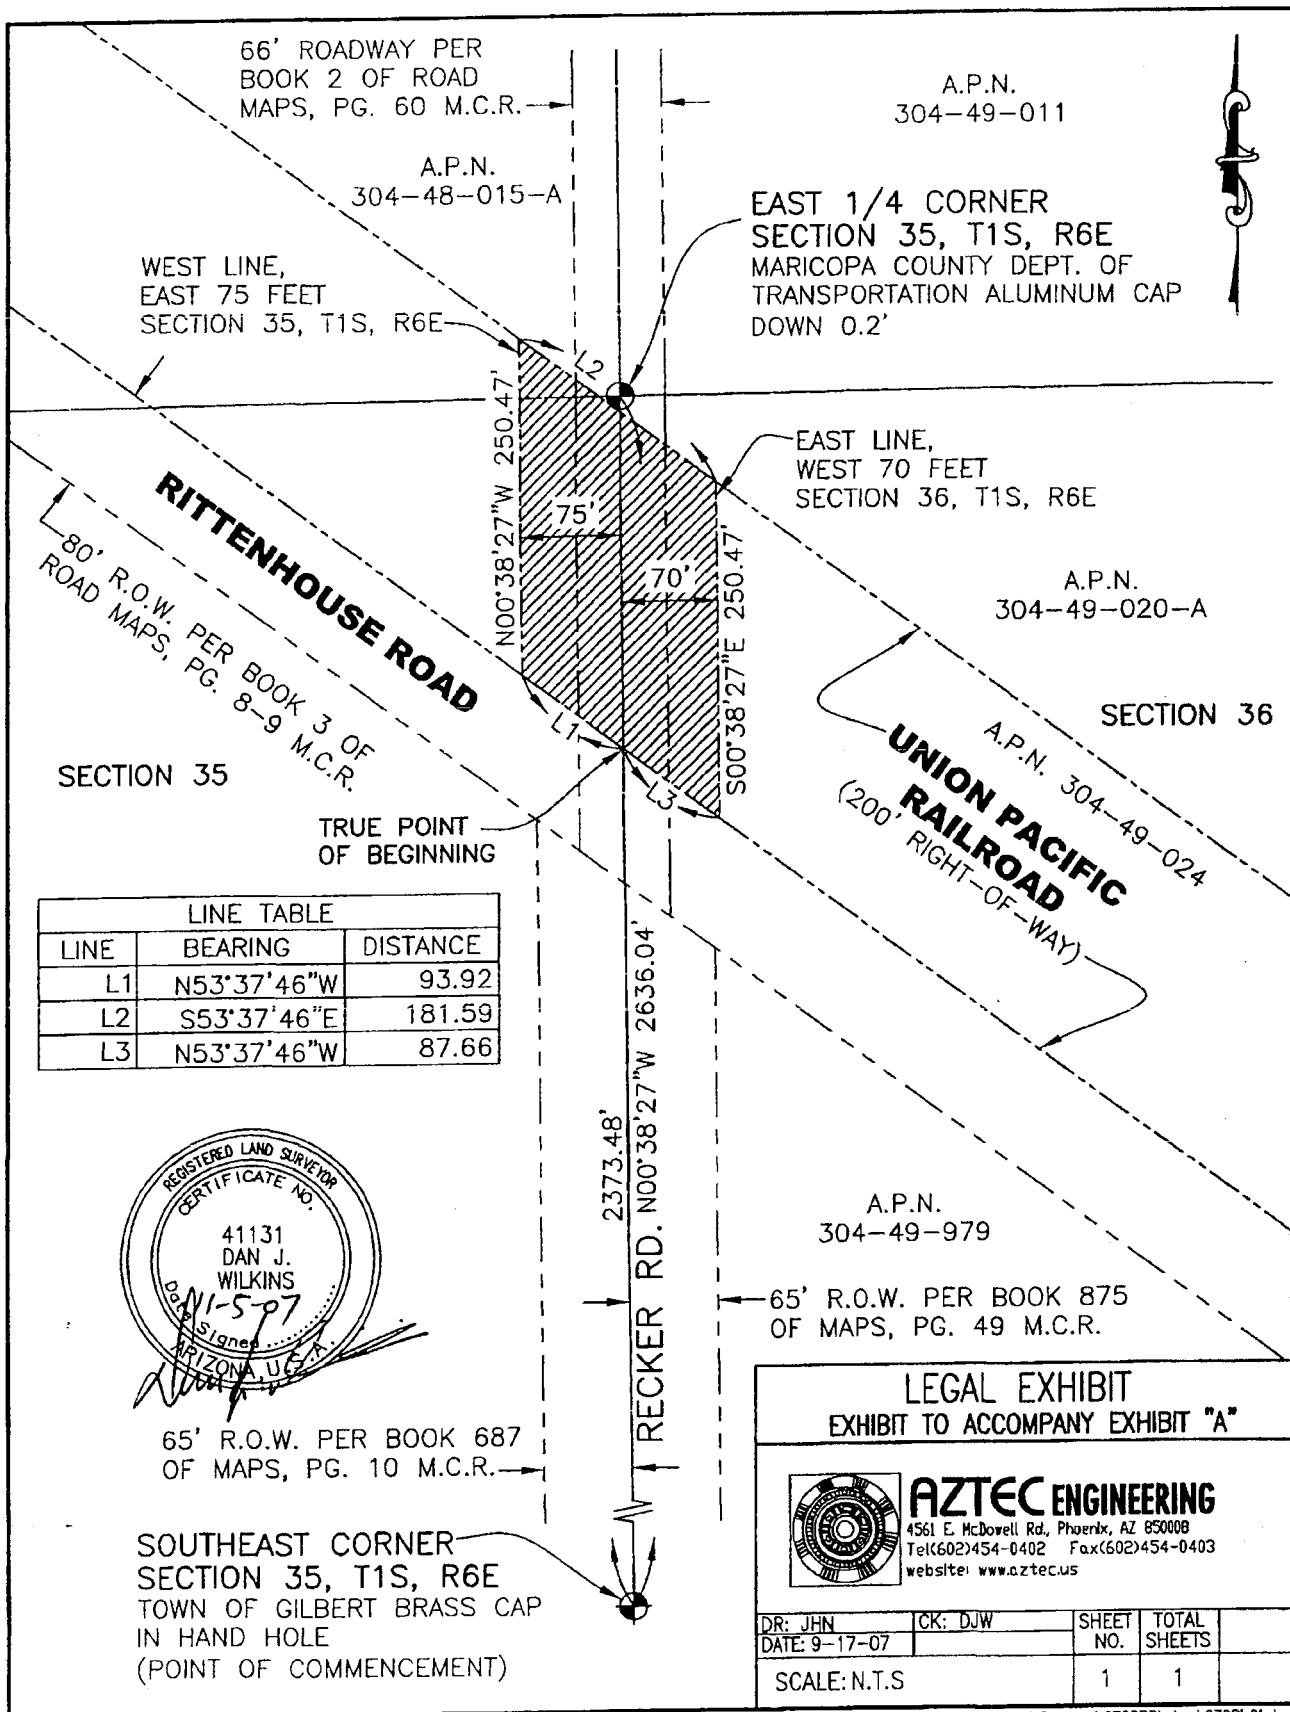 66' ROADWAY PER
BOOK 2 OF ROAD
MAPS, PG. 60 M.C.R.
A.P.N.
304-49-011
A.P.N.
304-48-015-A
EAST 1/4 CORNER
SECTION 35, T1S, R6E
MARICOPA COUNTY DEPT. OF
TRANSPORTATION ALUMINUM CAP
DOWN 0.2'
WEST LINE,
EAST 75 FEET
SECTION 35, T1S, R6E
L2
N00°38'27"W 250.47'
EAST LINE,
WEST 70 FEET
SECTION 36, T1S, R6E
75'
70'
S00°38'27"E 250.47'
RITTENHOUSE ROAD
80' R.O.W. PER BOOK 3 OF
ROAD MAPS, PG. 8-9 M.C.R.
A.P.N.
304-49-020-A
SECTION 36
A.P.N. 304-49-024
UNION PACIFIC
RAILROAD
(200' RIGHT-OF-WAY)
L1
L3
SECTION 35
TRUE POINT
OF BEGINNING
LINE TABLE
LINE BEARING DISTANCE
L1 N53°37'46"W 93.92
L2 S53°37'46"E 181.59
L3 N53°37'46"W 87.66
2373.48'
RECKER RD. N00°38'27"W 2636.04'
REGISTERED LAND SURVEYOR
CERTIFICATE NO.
41131
DAN J.
WILKINS
11-5-07
Date Signed
ARIZONA, U.S.A.
A.P.N.
304-49-979
65' R.O.W. PER BOOK 875
OF MAPS, PG. 49 M.C.R.
65' R.O.W. PER BOOK 687
OF MAPS, PG. 10 M.C.R.
SOUTHEAST CORNER
SECTION 35, T1S, R6E
TOWN OF GILBERT BRASS CAP
IN HAND HOLE
(POINT OF COMMENCEMENT)
LEGAL EXHIBIT
EXHIBIT TO ACCOMPANY EXHIBIT "A"
AZTEC ENGINEERING
4561 E. McDowell Rd., Phoenix, AZ 850008
Tel(602)454-0402 Fax(602)454-0403
website: www.aztec.us
DR: JHN CK: DJW SHEET NO. TOTAL SHEETS
DATE: 9-17-07
SCALE: N.T.S 1 1